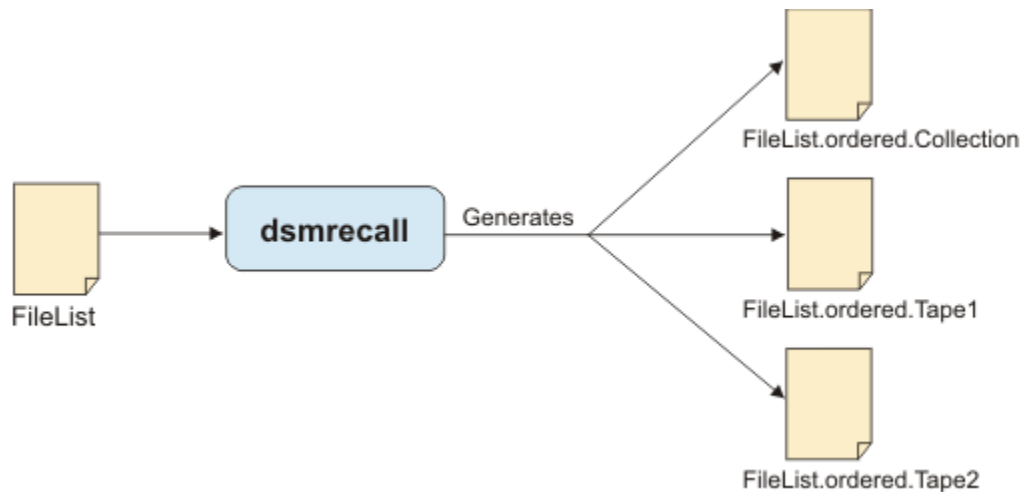 FileList
dsmrecall
Generates
FileList.ordered.Collection
FileList.ordered.Tape1
FileList.ordered.Tape2